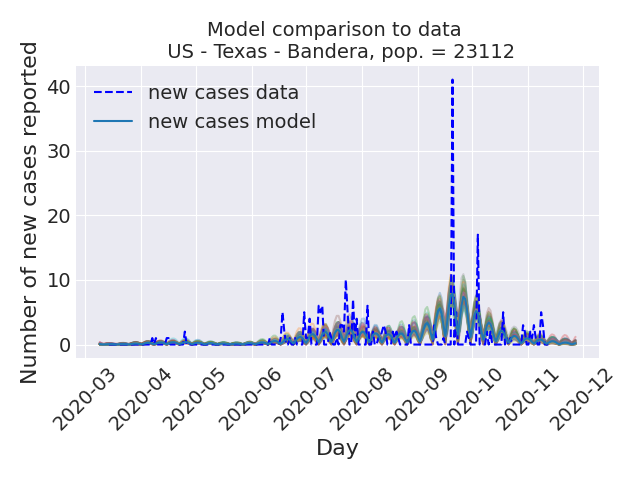 Model comparison to data
US - Texas - Bandera, pop. = 23112
Number of new cases reported
40
30
20
10
0
new cases data
new cases model
2020-03
2020-04
2020-05
2020-06
2020-07
2020-08
2020-09
2020-10
2020-11
2020-12
Day